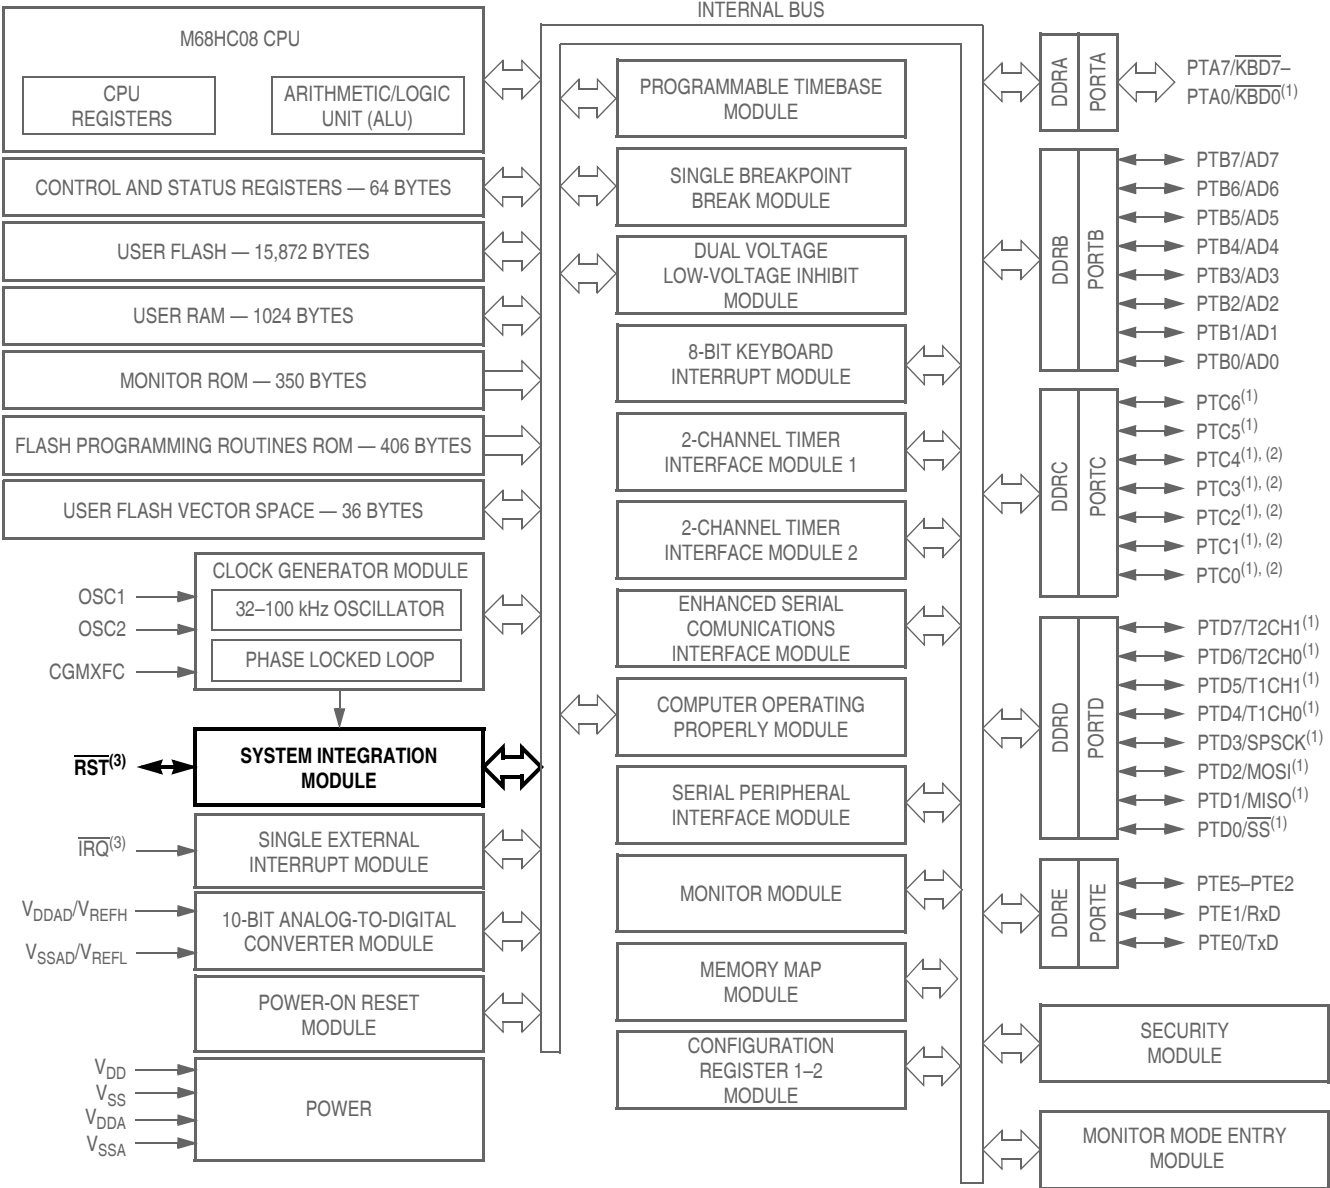 INTERNAL BUS
M68HC08 CPU
CPU
REGISTERS
ARITHMETIC/LOGIC
UNIT (ALU)
CONTROL AND STATUS REGISTERS — 64 BYTES
USER FLASH — 15,872 BYTES
USER RAM — 1024 BYTES
MONITOR ROM — 350 BYTES
FLASH PROGRAMMING ROUTINES ROM — 406 BYTES
USER FLASH VECTOR SPACE — 36 BYTES
CLOCK GENERATOR MODULE
32–100 kHz OSCILLATOR
PHASE LOCKED LOOP
OSC1
OSC2
CGMXFC
SYSTEM INTEGRATION
MODULE
RST(3)
SINGLE EXTERNAL
INTERRUPT MODULE
IRQ(3)
10-BIT ANALOG-TO-DIGITAL
CONVERTER MODULE
VDDAD/VREFH
VSSAD/VREFL
POWER-ON RESET
MODULE
POWER
VDD
VSS
VDDA
VSSA
PROGRAMMABLE TIMEBASE
MODULE
SINGLE BREAKPOINT
BREAK MODULE
DUAL VOLTAGE
LOW-VOLTAGE INHIBIT
MODULE
8-BIT KEYBOARD
INTERRUPT MODULE
2-CHANNEL TIMER
INTERFACE MODULE 1
2-CHANNEL TIMER
INTERFACE MODULE 2
ENHANCED SERIAL
COMUNICATIONS
INTERFACE MODULE
COMPUTER OPERATING
PROPERLY MODULE
SERIAL PERIPHERAL
INTERFACE MODULE
MONITOR MODULE
MEMORY MAP
MODULE
CONFIGURATION
REGISTER 1–2
MODULE
DDRA
PORTA
PTA7/KBD7–
PTA0/KBD0(1)
DDRB
PORTB
PTB7/AD7
PTB6/AD6
PTB5/AD5
PTB4/AD4
PTB3/AD3
PTB2/AD2
PTB1/AD1
PTB0/AD0
DDRC
PORTC
PTC6(1)
PTC5(1)
PTC4(1), (2)
PTC3(1), (2)
PTC2(1), (2)
PTC1(1), (2)
PTC0(1), (2)
DDRD
PORTD
PTD7/T2CH1(1)
PTD6/T2CH0(1)
PTD5/T1CH1(1)
PTD4/T1CH0(1)
PTD3/SPSCK(1)
PTD2/MOSI(1)
PTD1/MISO(1)
PTD0/SS(1)
DDRE
PORTE
PTE5–PTE2
PTE1/RxD
PTE0/TxD
SECURITY
MODULE
MONITOR MODE ENTRY
MODULE